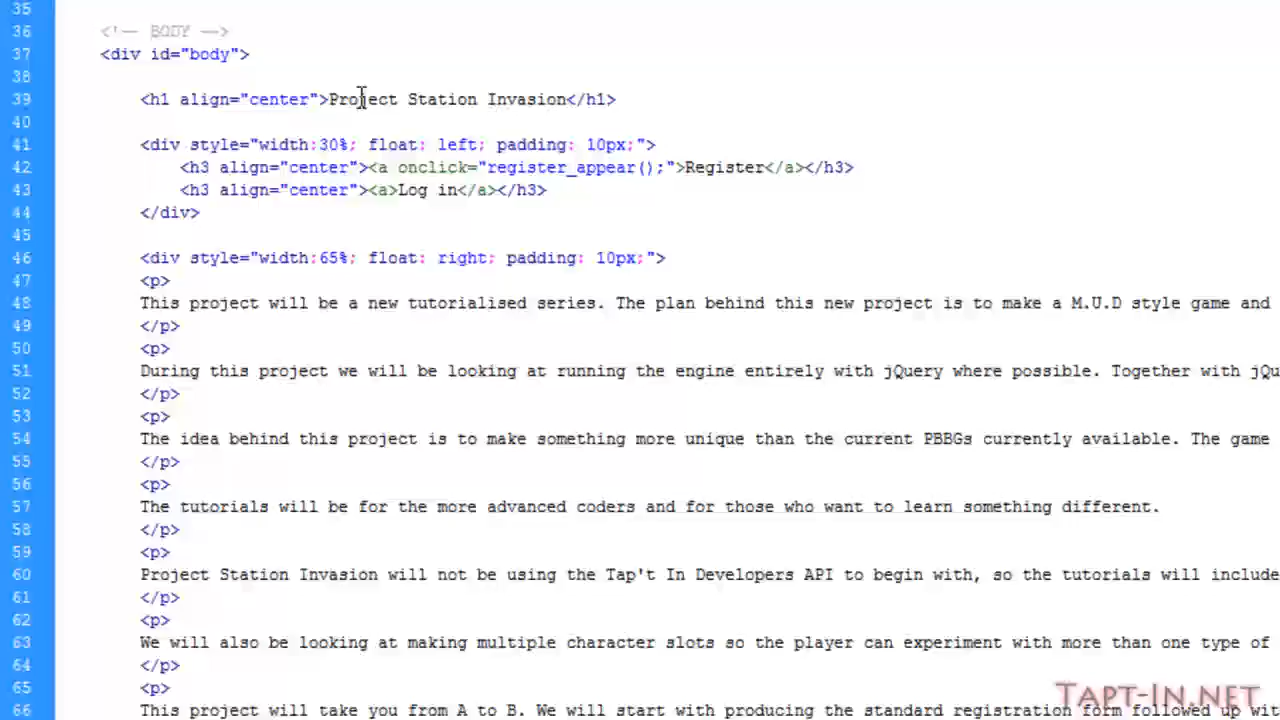 35
36 <!-- BODY -->
37 <div id="body">
38
39 <h1 align="center">Project Station Invasion</h1>
40
41 <div style="width:30%; float: left; padding: 10px;">
42 <h3 align="center"><a onclick="register_appear();">Register</a></h3>
43 <h3 align="center"><a>Log in</a></h3>
44 </div>
45
46 <div style="width:65%; float: right; padding: 10px;">
47 <p>
48 This project will be a new tutorialised series. The plan behind this new project is to make a M.U.D style game and
49 </p>
50 <p>
51 During this project we will be looking at running the engine entirely with jQuery where possible. Together with jQu
52 </p>
53 <p>
54 The idea behind this project is to make something more unique than the current PBBGs currently available. The game
55 </p>
56 <p>
57 The tutorials will be for the more advanced coders and for those who want to learn something different.
58 </p>
59 <p>
60 Project Station Invasion will not be using the Tap't In Developers API to begin with, so the tutorials will include
61 </p>
62 <p>
63 We will also be looking at making multiple character slots so the player can experiment with more than one type of
64 </p>
65 <p>
66 This project will take you from A to B. We will start with producing the standard registration form followed up wit
TAPT-IN.NET